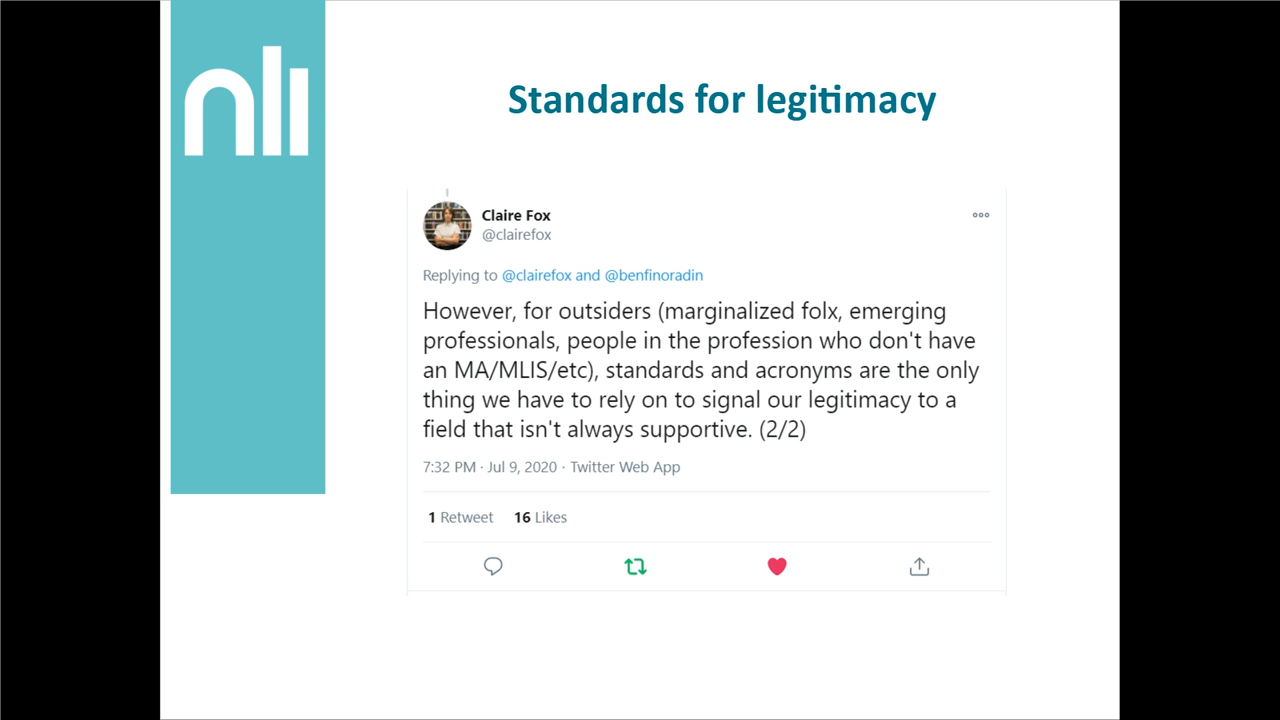 nli
Standards for legitimacy
Claire Fox
@clairefox
Replying to @clairefox and @benfinoradin
However, for outsiders (marginalized folx, emerging
professionals, people in the profession who don't have
an MA/MLIS/etc), standards and acronyms are the only
thing we have to rely on to signal our legitimacy to a
field that isn't always supportive. (2/2)
7:32 PM · Jul 9, 2020 · Twitter Web App
1 Retweet 16 Likes